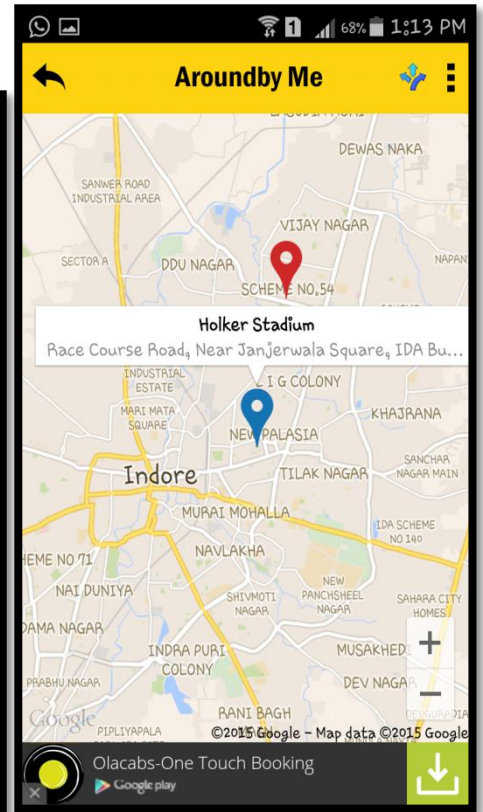 1 68% 1:13 PM
Aroundby Me
DEWAS NAKA
SANWER ROAD
INDUSTRIAL AREA
VIJAY NAGAR
SECTOR A
DDU NAGAR
NAPAN
SCHEME NO.54
Holker Stadium
Race Course Road, Near Janjerwala Square, IDA Bu...
INDUSTRIAL
ESTATE
L I G COLONY
MARI MATA
SQUARE
KHAJRANA
NEW PALASIA
SANCHAR
NAGAR MAIN
Indore
TILAK NAGAR
MURAI MOHALLA
IDA SCHEME
NO 140
NAVLAKHA
HEME NO 71
NAI DUNIYA
SHIVMOTI
NAGAR
NEW
PANCHSHEEL
NAGAR
SAHARA CITY
HOMES
DAMA NAGAR
INDRA PURI
COLONY
MUSAKHEDI
+
PRABHU NAGAR
DEV NAGAR
−
Google
RANI BAGH
PIPLIYAPALA
©2015 Google – Map data ©2015 Google
Olacabs-One Touch Booking
Google play